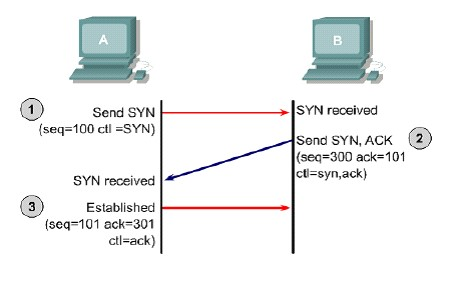 A
B
1
Send SYN
(seq=100 ctl =SYN)
SYN received
Send SYN, ACK
(seq=300 ack=101
ctl=syn,ack)
2
SYN received
3
Established
(seq=101 ack=301
ctl=ack)